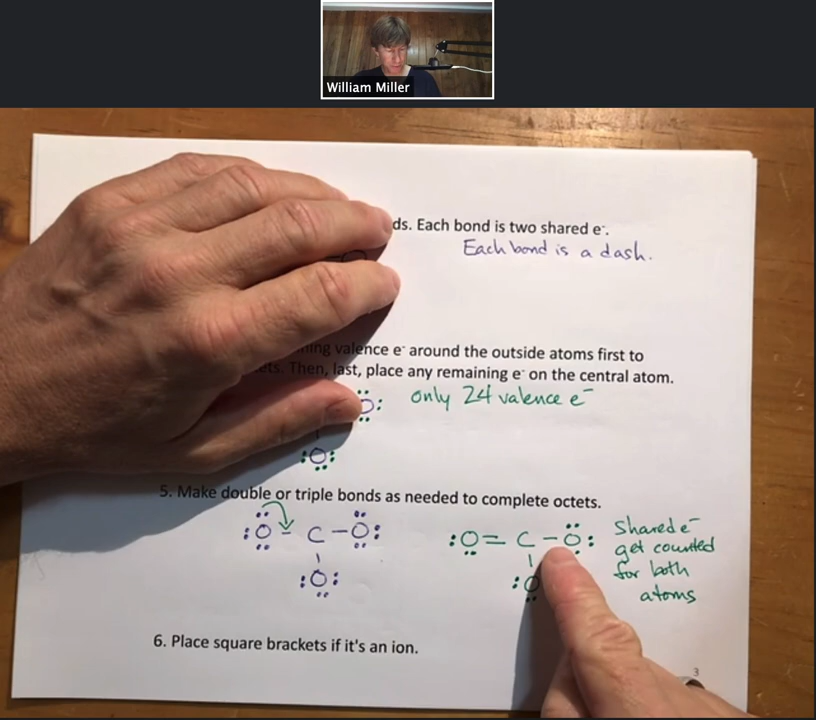 William Miller
ds. Each bond is two shared e⁻.
Each bond is a dash.
ning valence e⁻ around the outside atoms first to
ets. Then, last, place any remaining e⁻ on the central atom.
:Ö: only 24 valence e⁻
:Ö:
5. Make double or triple bonds as needed to complete octets.
:Ö – C – Ö: :O = C – Ö: Shared e⁻
get counted
:Ö: :O for both
atoms
6. Place square brackets if it's an ion.
3